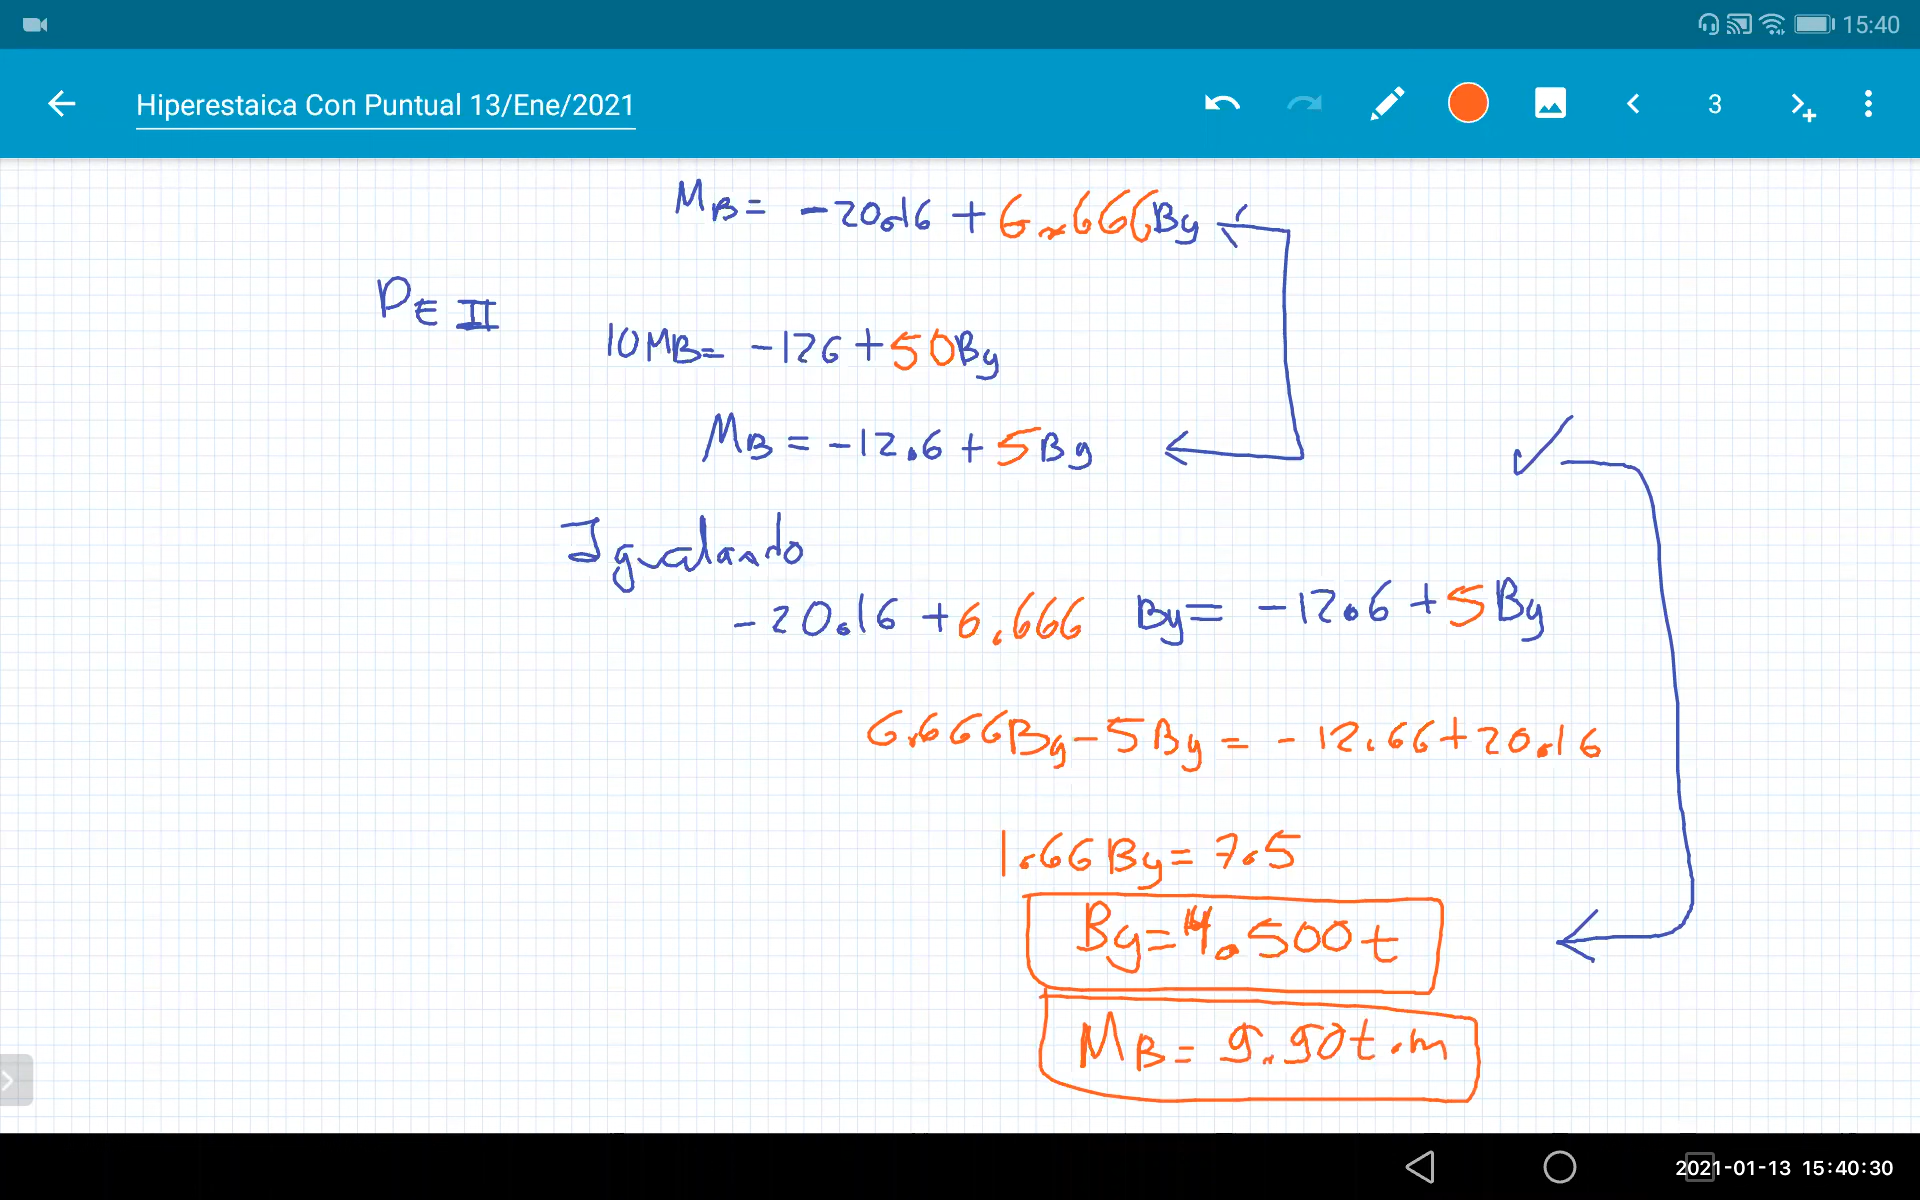 15:40
Hiperestaica Con Puntual 13/Ene/2021
3
MB= -20.16 + 6.666By
DE II
10MB= -126 + 50By
MB = -12.6 + 5By
Igualando
-20.16 + 6.666 By= -12.6 + 5By
6.666By - 5By = -12.66 + 20.16
1.66By = 7.5
By = 4.500t
MB = 9.90t.m
2021-01-13 15:40:30